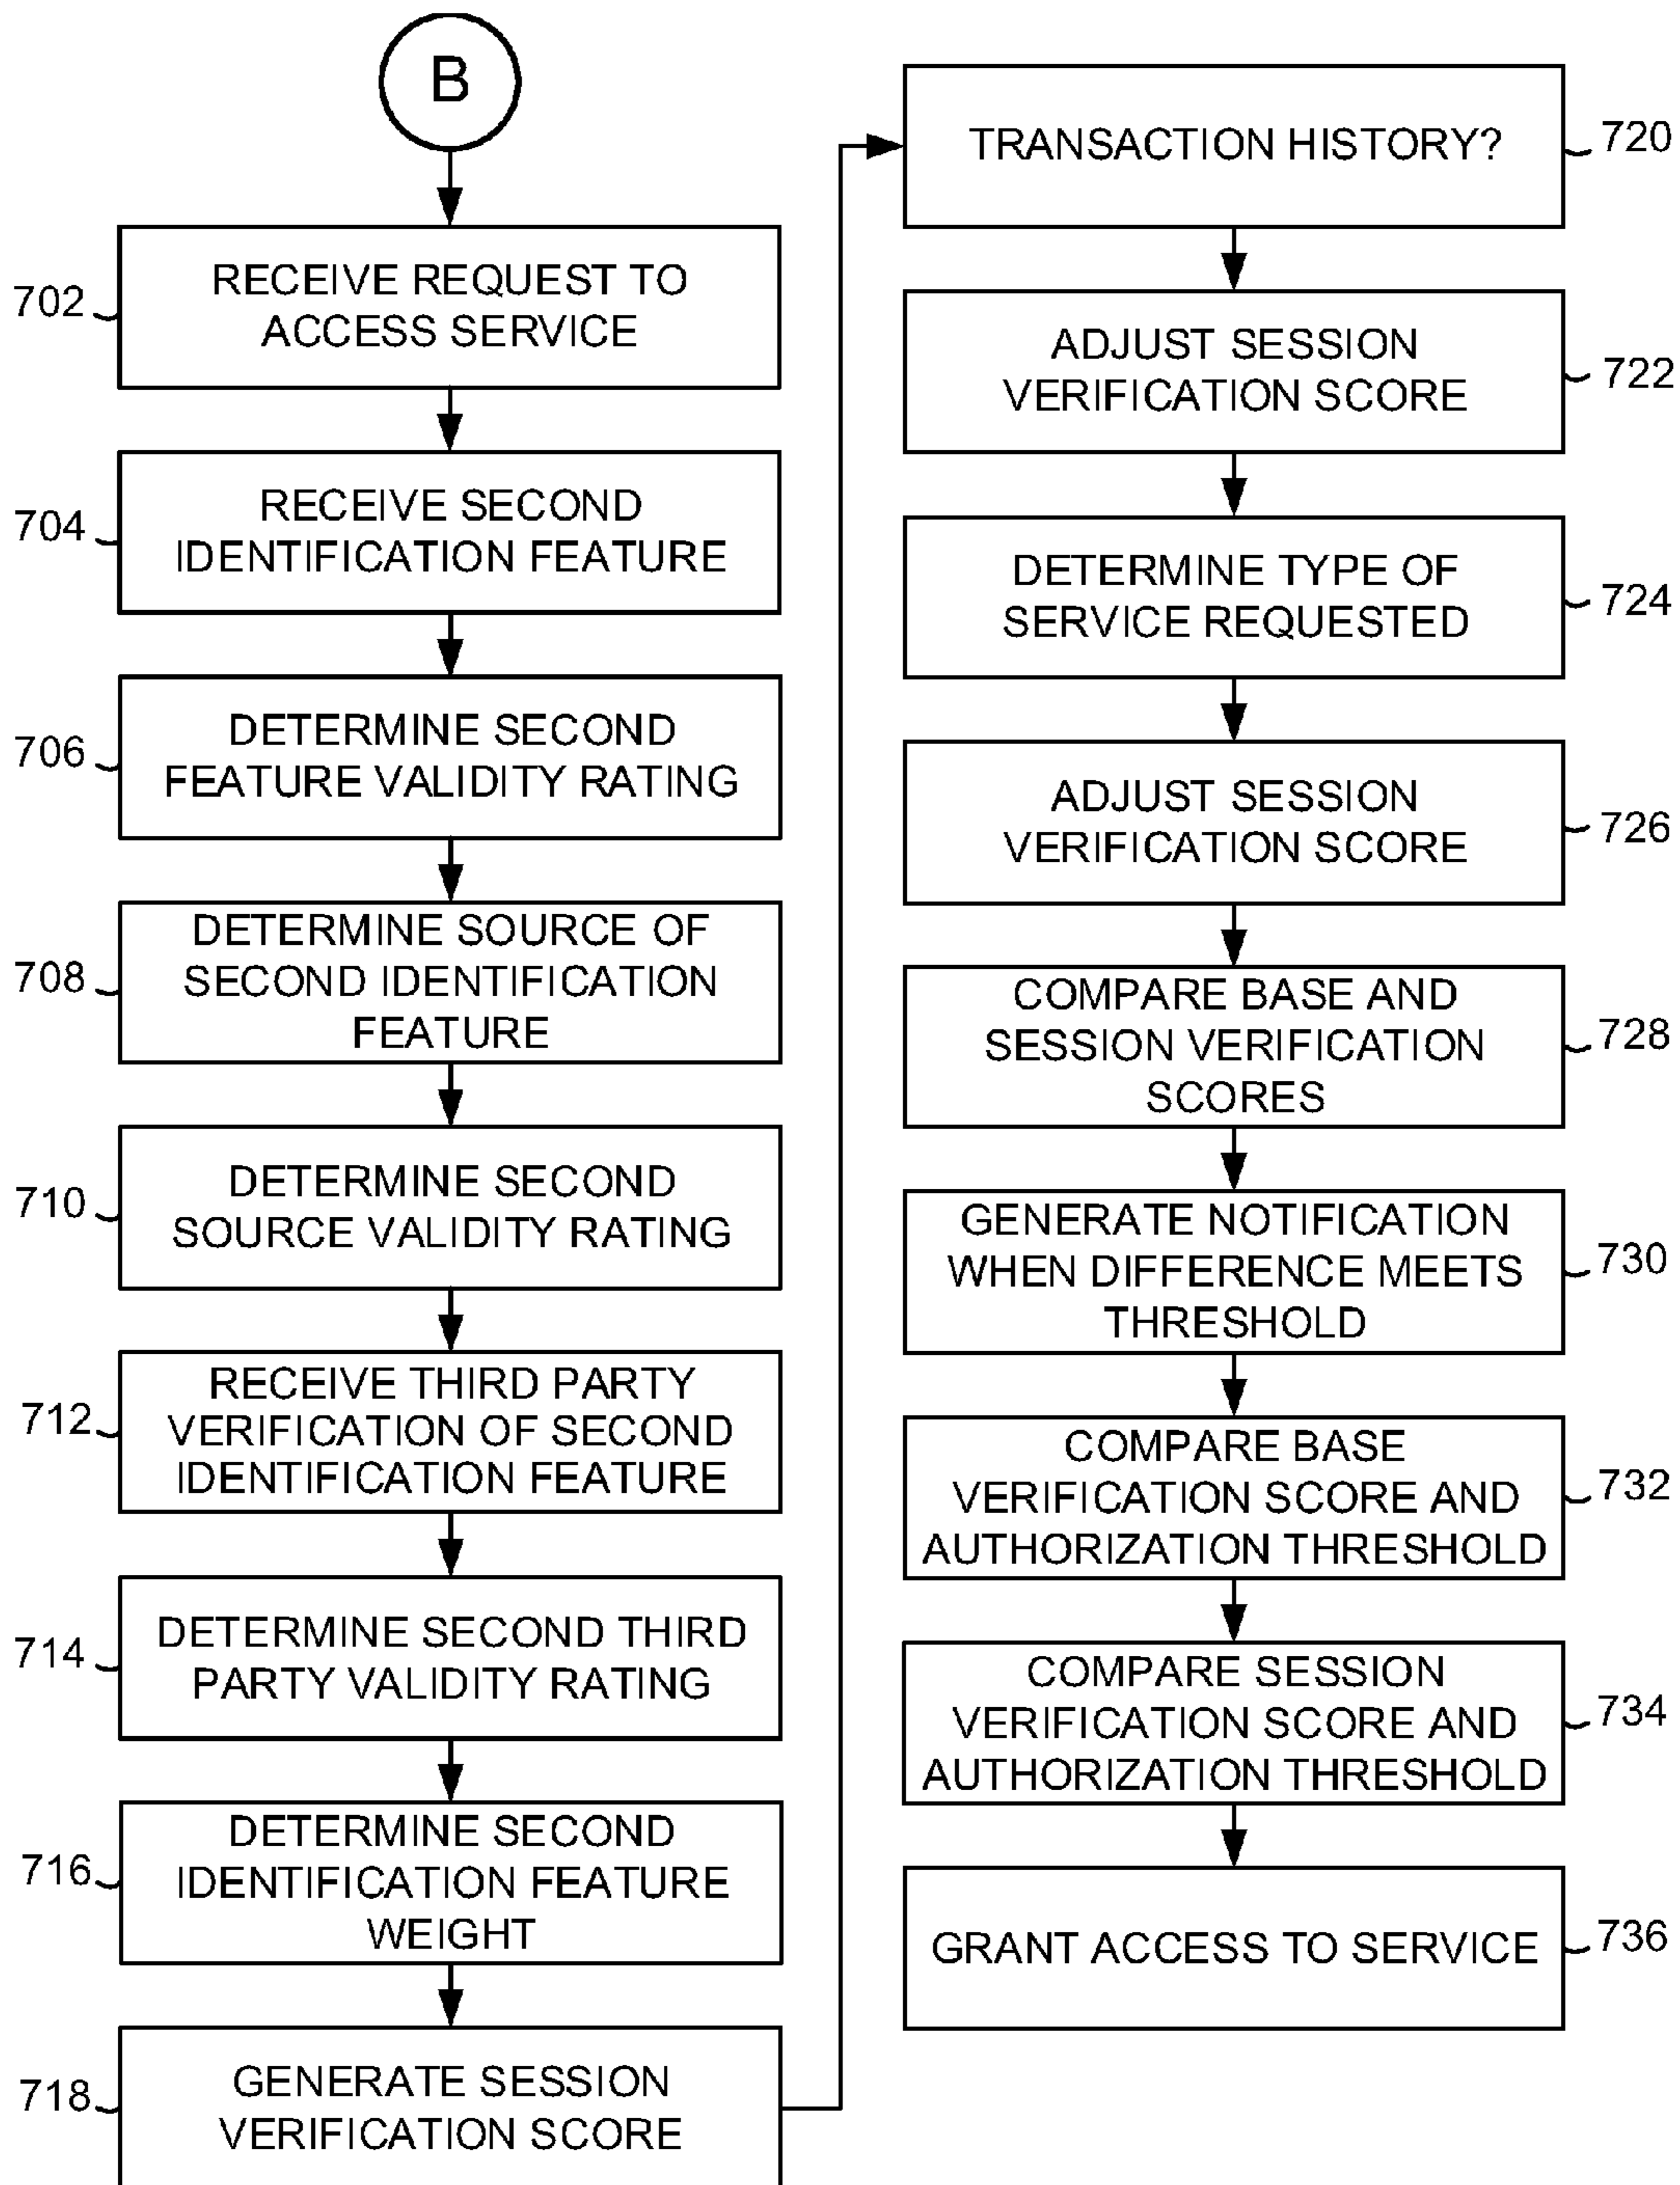 B
702
RECEIVE REQUEST TO
ACCESS SERVICE
704
RECEIVE SECOND
IDENTIFICATION FEATURE
706
DETERMINE SECOND
FEATURE VALIDITY RATING
708
DETERMINE SOURCE OF
SECOND IDENTIFICATION
FEATURE
710
DETERMINE SECOND
SOURCE VALIDITY RATING
712
RECEIVE THIRD PARTY
VERIFICATION OF SECOND
IDENTIFICATION FEATURE
714
DETERMINE SECOND THIRD
PARTY VALIDITY RATING
716
DETERMINE SECOND
IDENTIFICATION FEATURE
WEIGHT
718
GENERATE SESSION
VERIFICATION SCORE
TRANSACTION HISTORY?
720
ADJUST SESSION
VERIFICATION SCORE
722
DETERMINE TYPE OF
SERVICE REQUESTED
724
ADJUST SESSION
VERIFICATION SCORE
726
COMPARE BASE AND
SESSION VERIFICATION
SCORES
728
GENERATE NOTIFICATION
WHEN DIFFERENCE MEETS
THRESHOLD
730
COMPARE BASE
VERIFICATION SCORE AND
AUTHORIZATION THRESHOLD
732
COMPARE SESSION
VERIFICATION SCORE AND
AUTHORIZATION THRESHOLD
734
GRANT ACCESS TO SERVICE
736